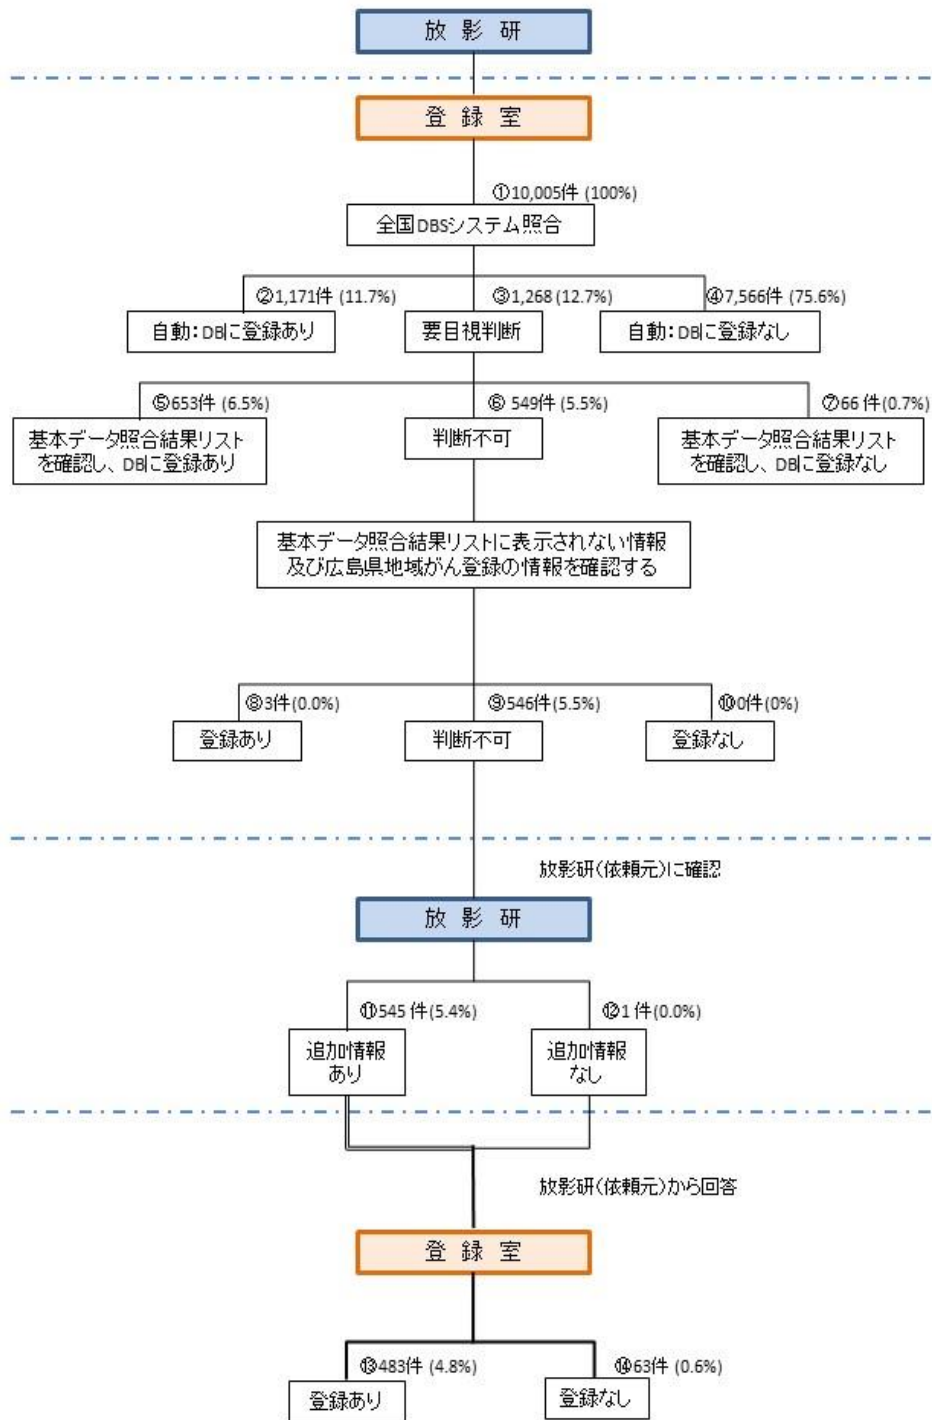 放 影 研
登 録 室
①10,005件 (100%)
全国DBSシステム照合
②1,171件 (11.7%)
③1,268 (12.7%)
④7,566件 (75.6%)
自動：DBに登録あり
要目視判断
自動：DBに登録なし
⑤653件 (6.5%)
⑥ 549件 (5.5%)
⑦66 件(0.7%)
基本データ照合結果リスト
を確認し、DBに登録あり
判断不可
基本データ照合結果リスト
を確認し、DBに登録なし
基本データ照合結果リストに表示されない情報
及び広島県地域がん登録の情報を確認する
⑧3件(0.0%)
⑨546件(5.5%)
⑩0件(0%)
登録あり
判断不可
登録なし
放影研(依頼元)に確認
放 影 研
⑪545 件(5.4%)
⑫1 件(0.0%)
追加情報
あり
追加情報
なし
放影研(依頼元)から回答
登 録 室
⑬483件 (4.8%)
⑭63件 (0.6%)
登録あり
登録なし